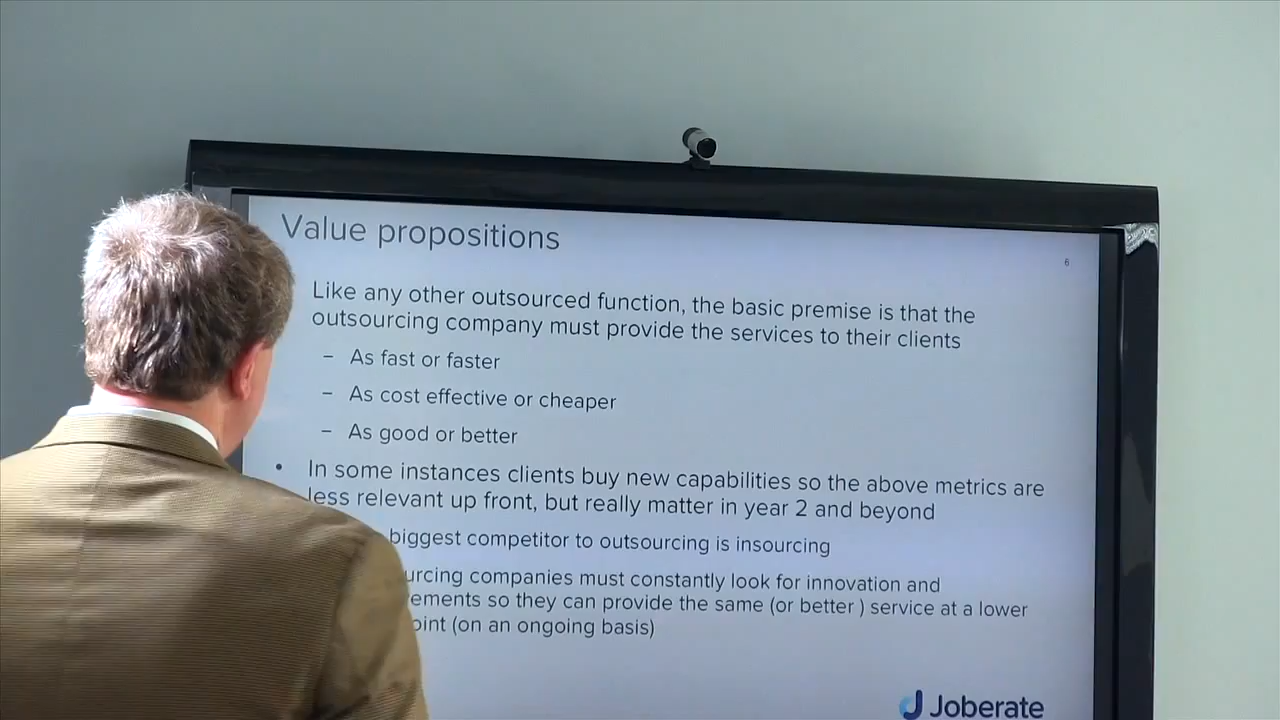 Value propositions
6
Like any other outsourced function, the basic premise is that the
outsourcing company must provide the services to their clients
– As fast or faster
– As cost effective or cheaper
– As good or better
• In some instances clients buy new capabilities so the above metrics are
less relevant up front, but really matter in year 2 and beyond
biggest competitor to outsourcing is insourcing
companies must constantly look for innovation and
so they can provide the same (or better ) service at a lower
(on an ongoing basis)
Joberate